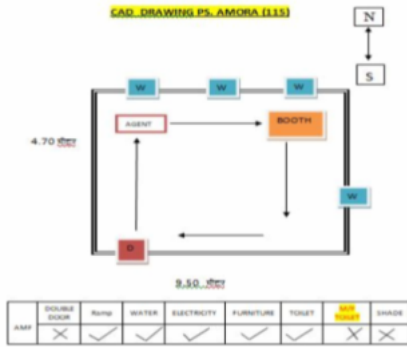 CAD DRAWING PS. AMORA (115)
N
S
W W W
AGENT BOOTH
4.70 मीटर
W
D
9.50 मीटर
AMF DOUBLE DOOR Ramp WATER ELECTRICITY FURNITURE TOILET M/F TOILET SHADE